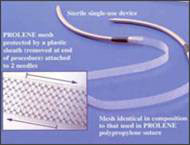 Sterile single-use device
PROLENE mesh
protected by a plastic
sheath (removed at end
of procedure) attached
to 2 needles
Mesh identical in composition
to that used in PROLENE
polypropylene suture